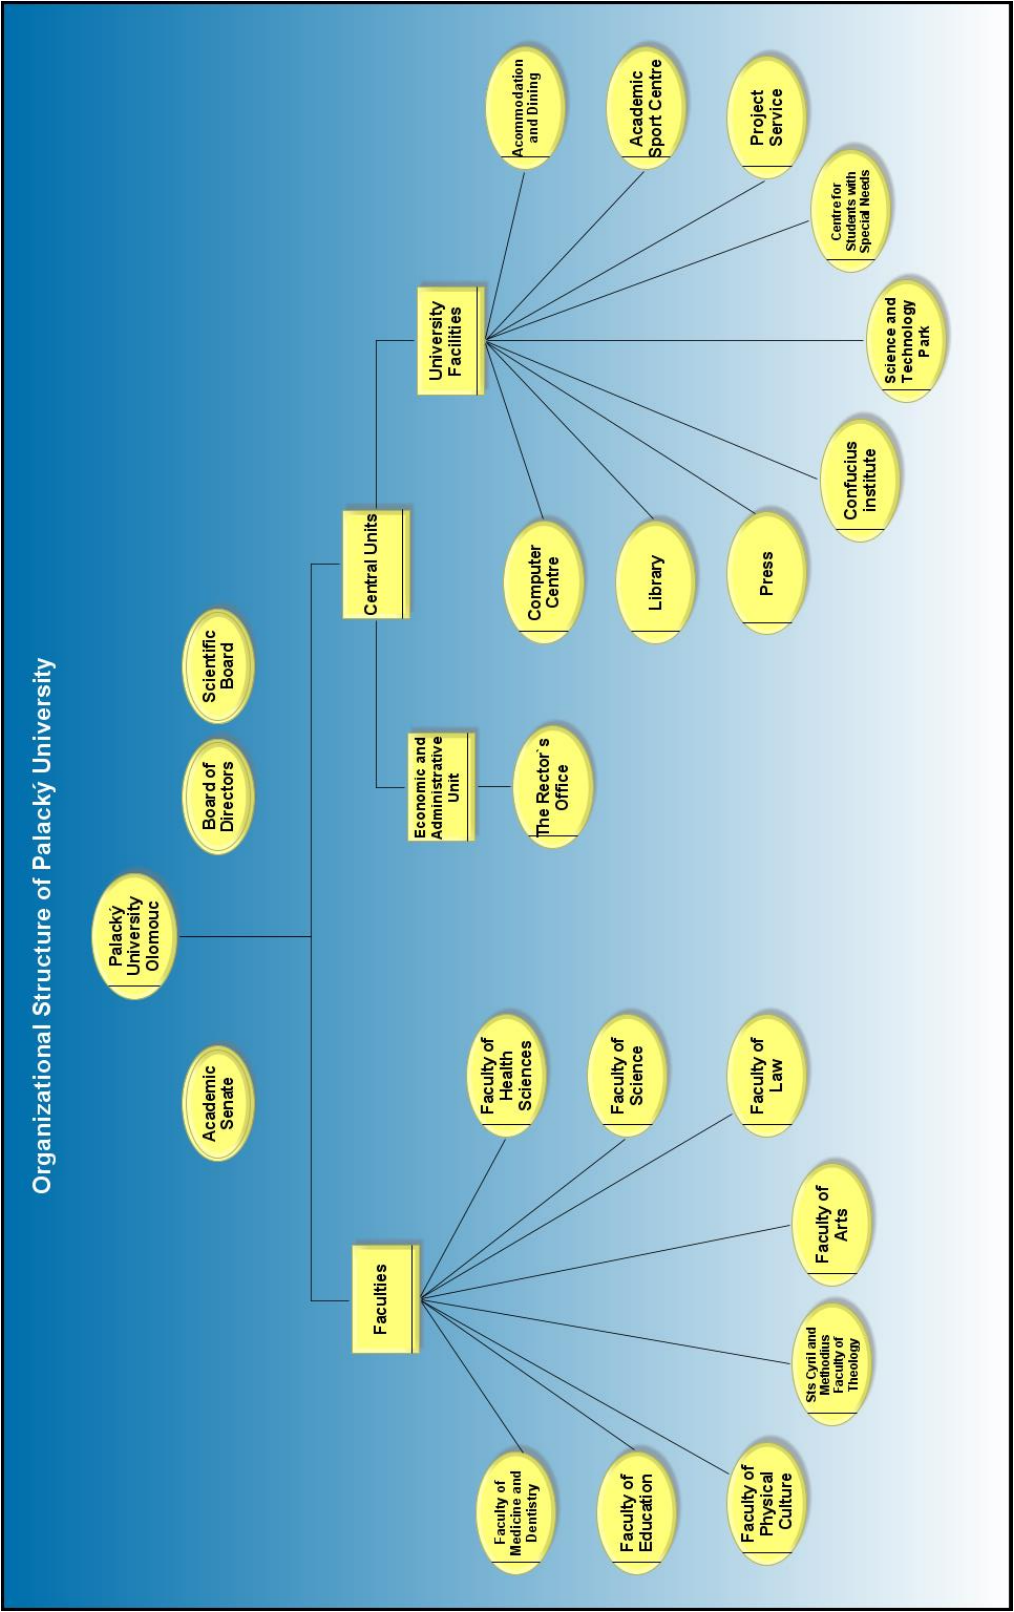 Organizational Structure of Palacký University
Palacký
University
Olomouc
Academic
Senate
Board of
Directors
Scientific
Board
Faculties
Central Units
Economic and
Administrative
Unit
University
Facilities
The Rector`s
Office
Faculty of
Medicine and
Dentistry
Faculty of
Education
Faculty of
Physical
Culture
Sts Cyril and
Methodius
Faculty of
Theology
Faculty of
Arts
Faculty of
Law
Faculty of
Science
Faculty of
Health
Sciences
Computer
Centre
Library
Press
Confucius
institute
Science and
Technology
Park
Centre for
Students with
Special Needs
Project
Service
Academic
Sport Centre
Acommodation
and Dining